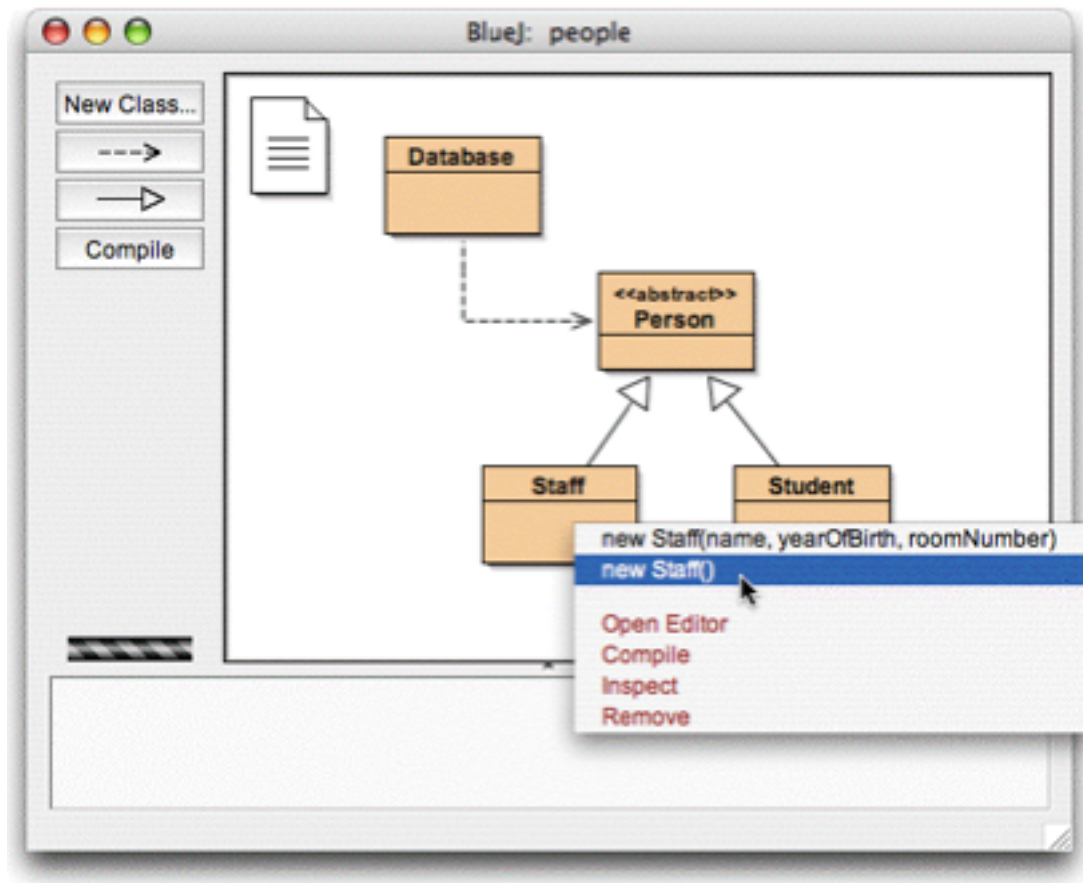 BlueJ: people
New Class...
Compile
Database
<<abstract>>
Person
Staff
Student
new Staff(name, yearOfBirth, roomNumber)
new Staff()
Open Editor
Compile
Inspect
Remove